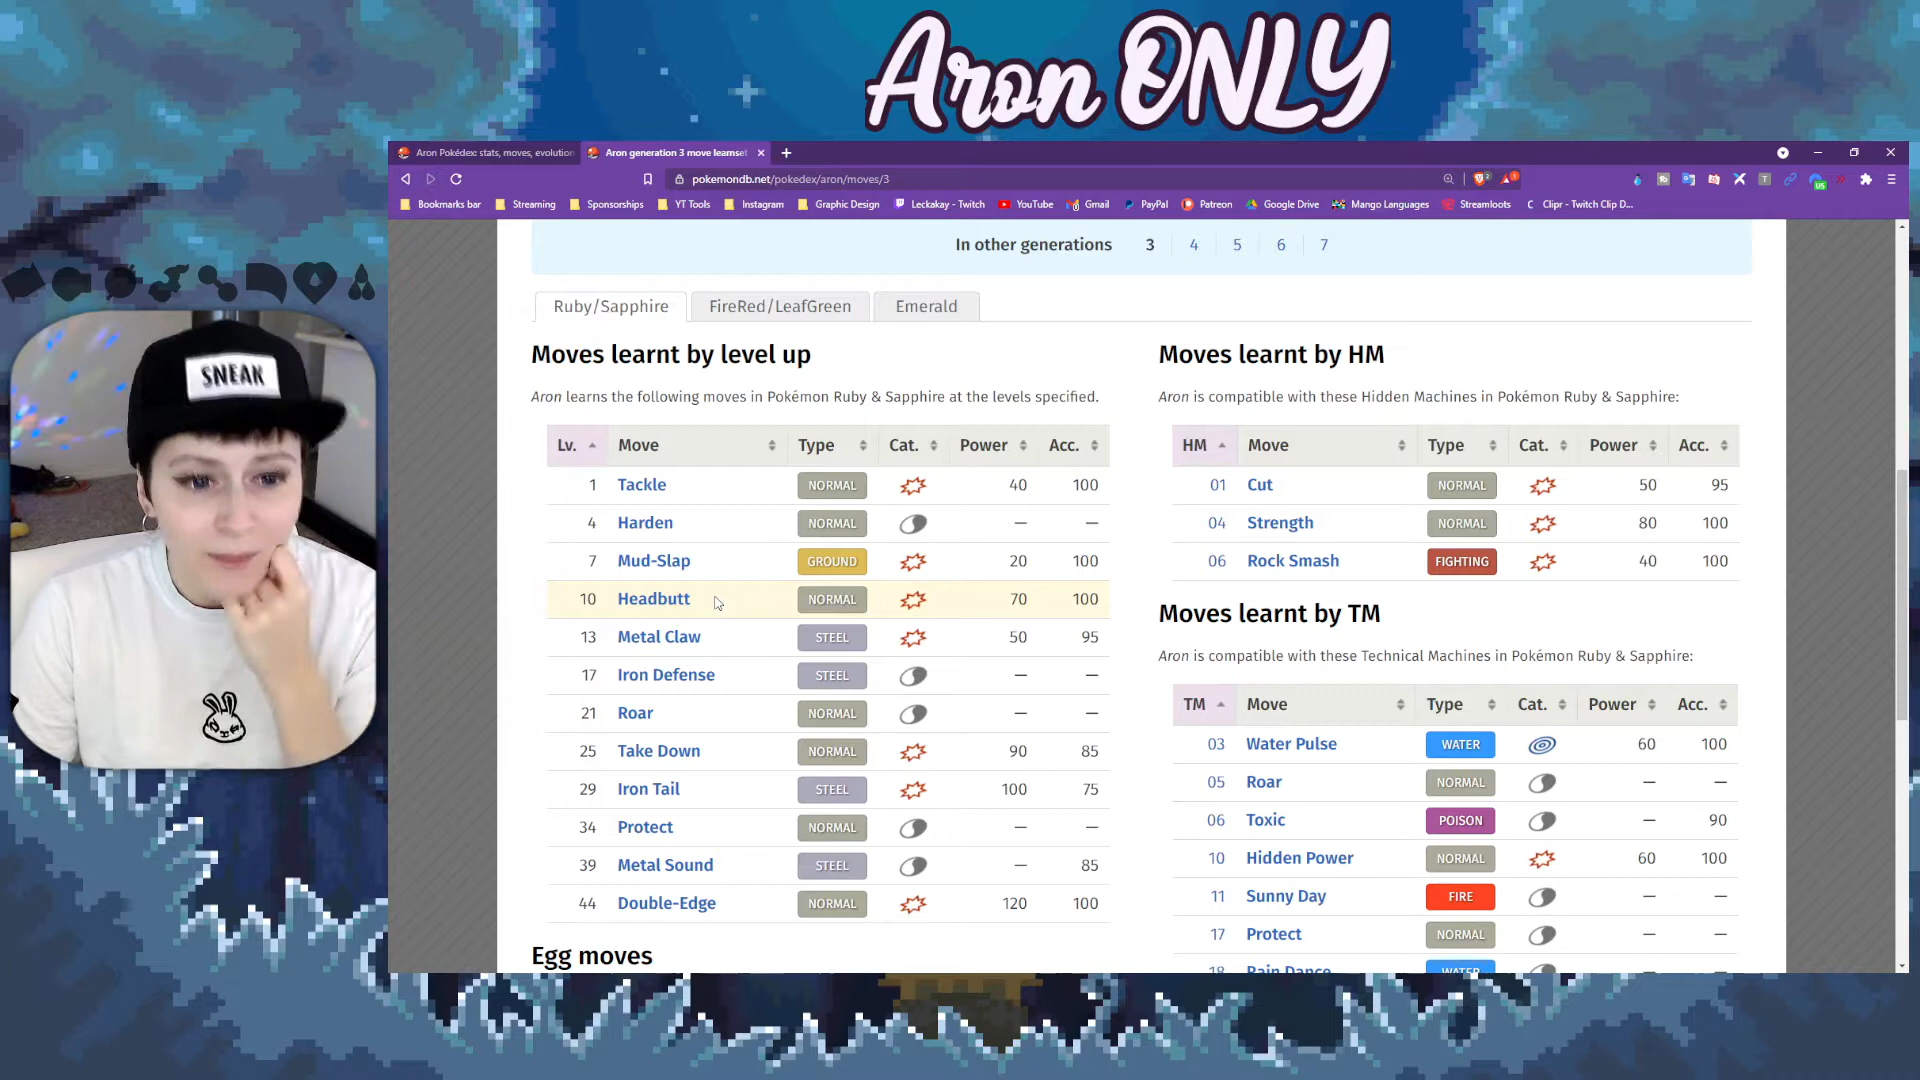 Aron ONLY
Aron Pokédex: stats, moves, evolution
Aron generation 3 move learnset
pokemondb.net/pokedex/aron/moves/3
Bookmarks bar Streaming Sponsorships YT Tools Instagram Graphic Design Leckakay - Twitch YouTube Gmail PayPal Patreon Google Drive Mango Languages Streamloots Clipr - Twitch Clip D...
In other generations 3 4 5 6 7
Ruby/Sapphire FireRed/LeafGreen Emerald
Moves learnt by level up
Aron learns the following moves in Pokémon Ruby & Sapphire at the levels specified.
Lv. Move Type Cat. Power Acc.
1 Tackle NORMAL 40 100
4 Harden NORMAL — —
7 Mud-Slap GROUND 20 100
10 Headbutt NORMAL 70 100
13 Metal Claw STEEL 50 95
17 Iron Defense STEEL — —
21 Roar NORMAL — —
25 Take Down NORMAL 90 85
29 Iron Tail STEEL 100 75
34 Protect NORMAL — —
39 Metal Sound STEEL — 85
44 Double-Edge NORMAL 120 100
Egg moves
Moves learnt by HM
Aron is compatible with these Hidden Machines in Pokémon Ruby & Sapphire:
HM Move Type Cat. Power Acc.
01 Cut NORMAL 50 95
04 Strength NORMAL 80 100
06 Rock Smash FIGHTING 40 100
Moves learnt by TM
Aron is compatible with these Technical Machines in Pokémon Ruby & Sapphire:
TM Move Type Cat. Power Acc.
03 Water Pulse WATER 60 100
05 Roar NORMAL — —
06 Toxic POISON — 90
10 Hidden Power NORMAL 60 100
11 Sunny Day FIRE — —
17 Protect NORMAL — —
18 Rain Dance WATER
SNEAK